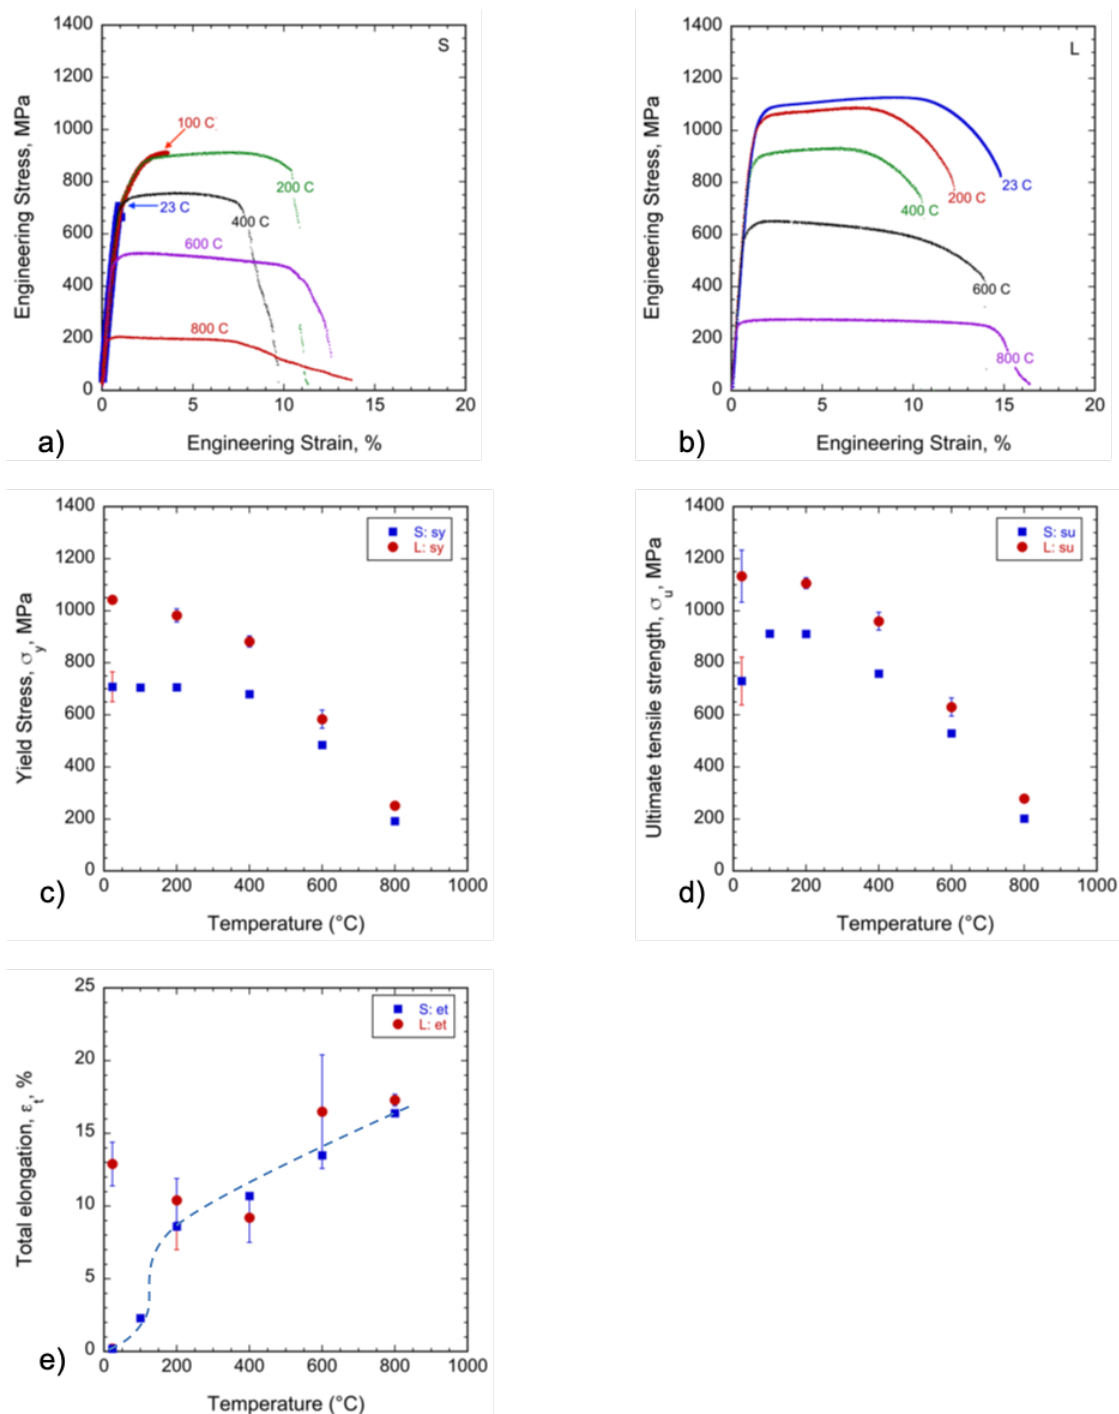 S
1400
1200
1000
800
600
400
200
0
0 5 10 15 20
Engineering Stress, MPa
Engineering Strain, %
100 C
200 C
23 C
400 C
600 C
800 C
a)
L
1400
1200
1000
800
600
400
200
0
0 5 10 15 20
Engineering Stress, MPa
Engineering Strain, %
23 C
200 C
400 C
600 C
800 C
b)
1400
1200
1000
800
600
400
200
0
0 200 400 600 800 1000
Yield Stress, σy, MPa
Temperature (°C)
S: sy
L: sy
c)
1400
1200
1000
800
600
400
200
0
0 200 400 600 800 1000
Ultimate tensile strength, σu, MPa
Temperature (°C)
S: su
L: su
d)
25
20
15
10
5
0
0 200 400 600 800 1000
Total elongation, εt, %
Temperature (°C)
S: et
L: et
e)